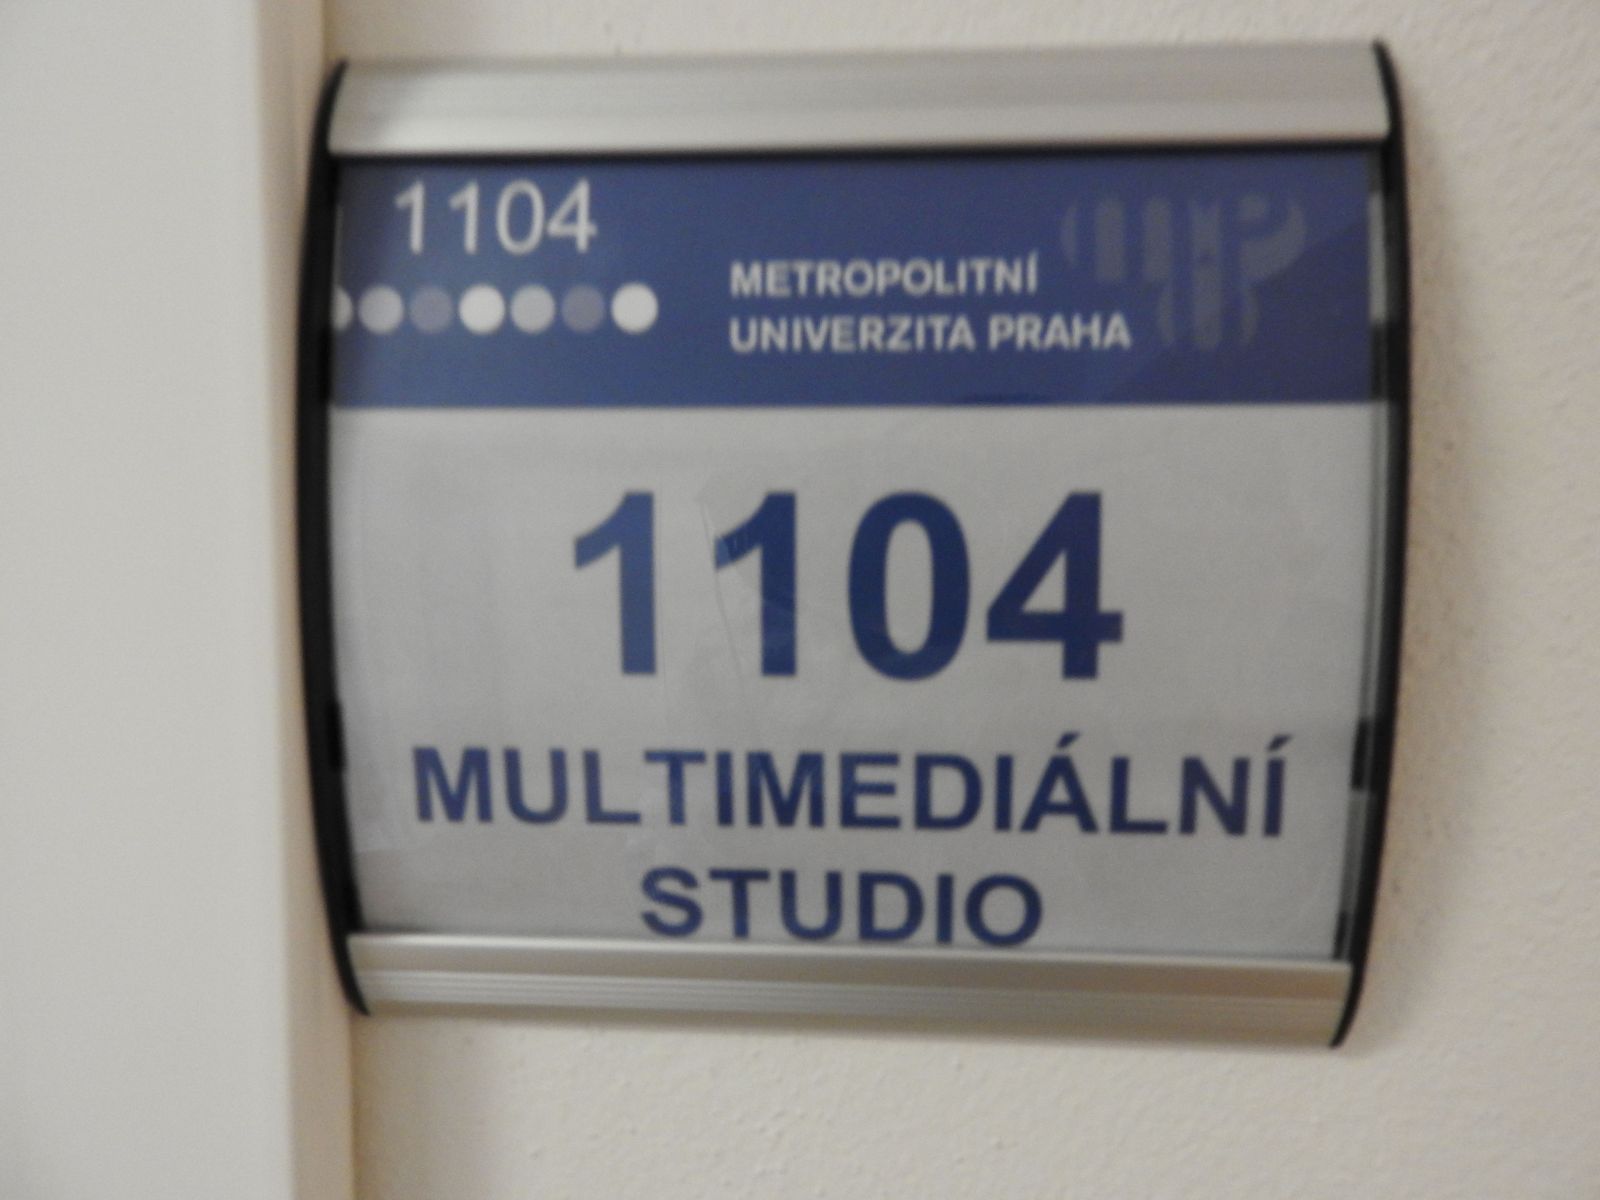 1104
METROPOLITNÍ
UNIVERZITA PRAHA
1104
MULTIMEDIÁLNÍ
STUDIO